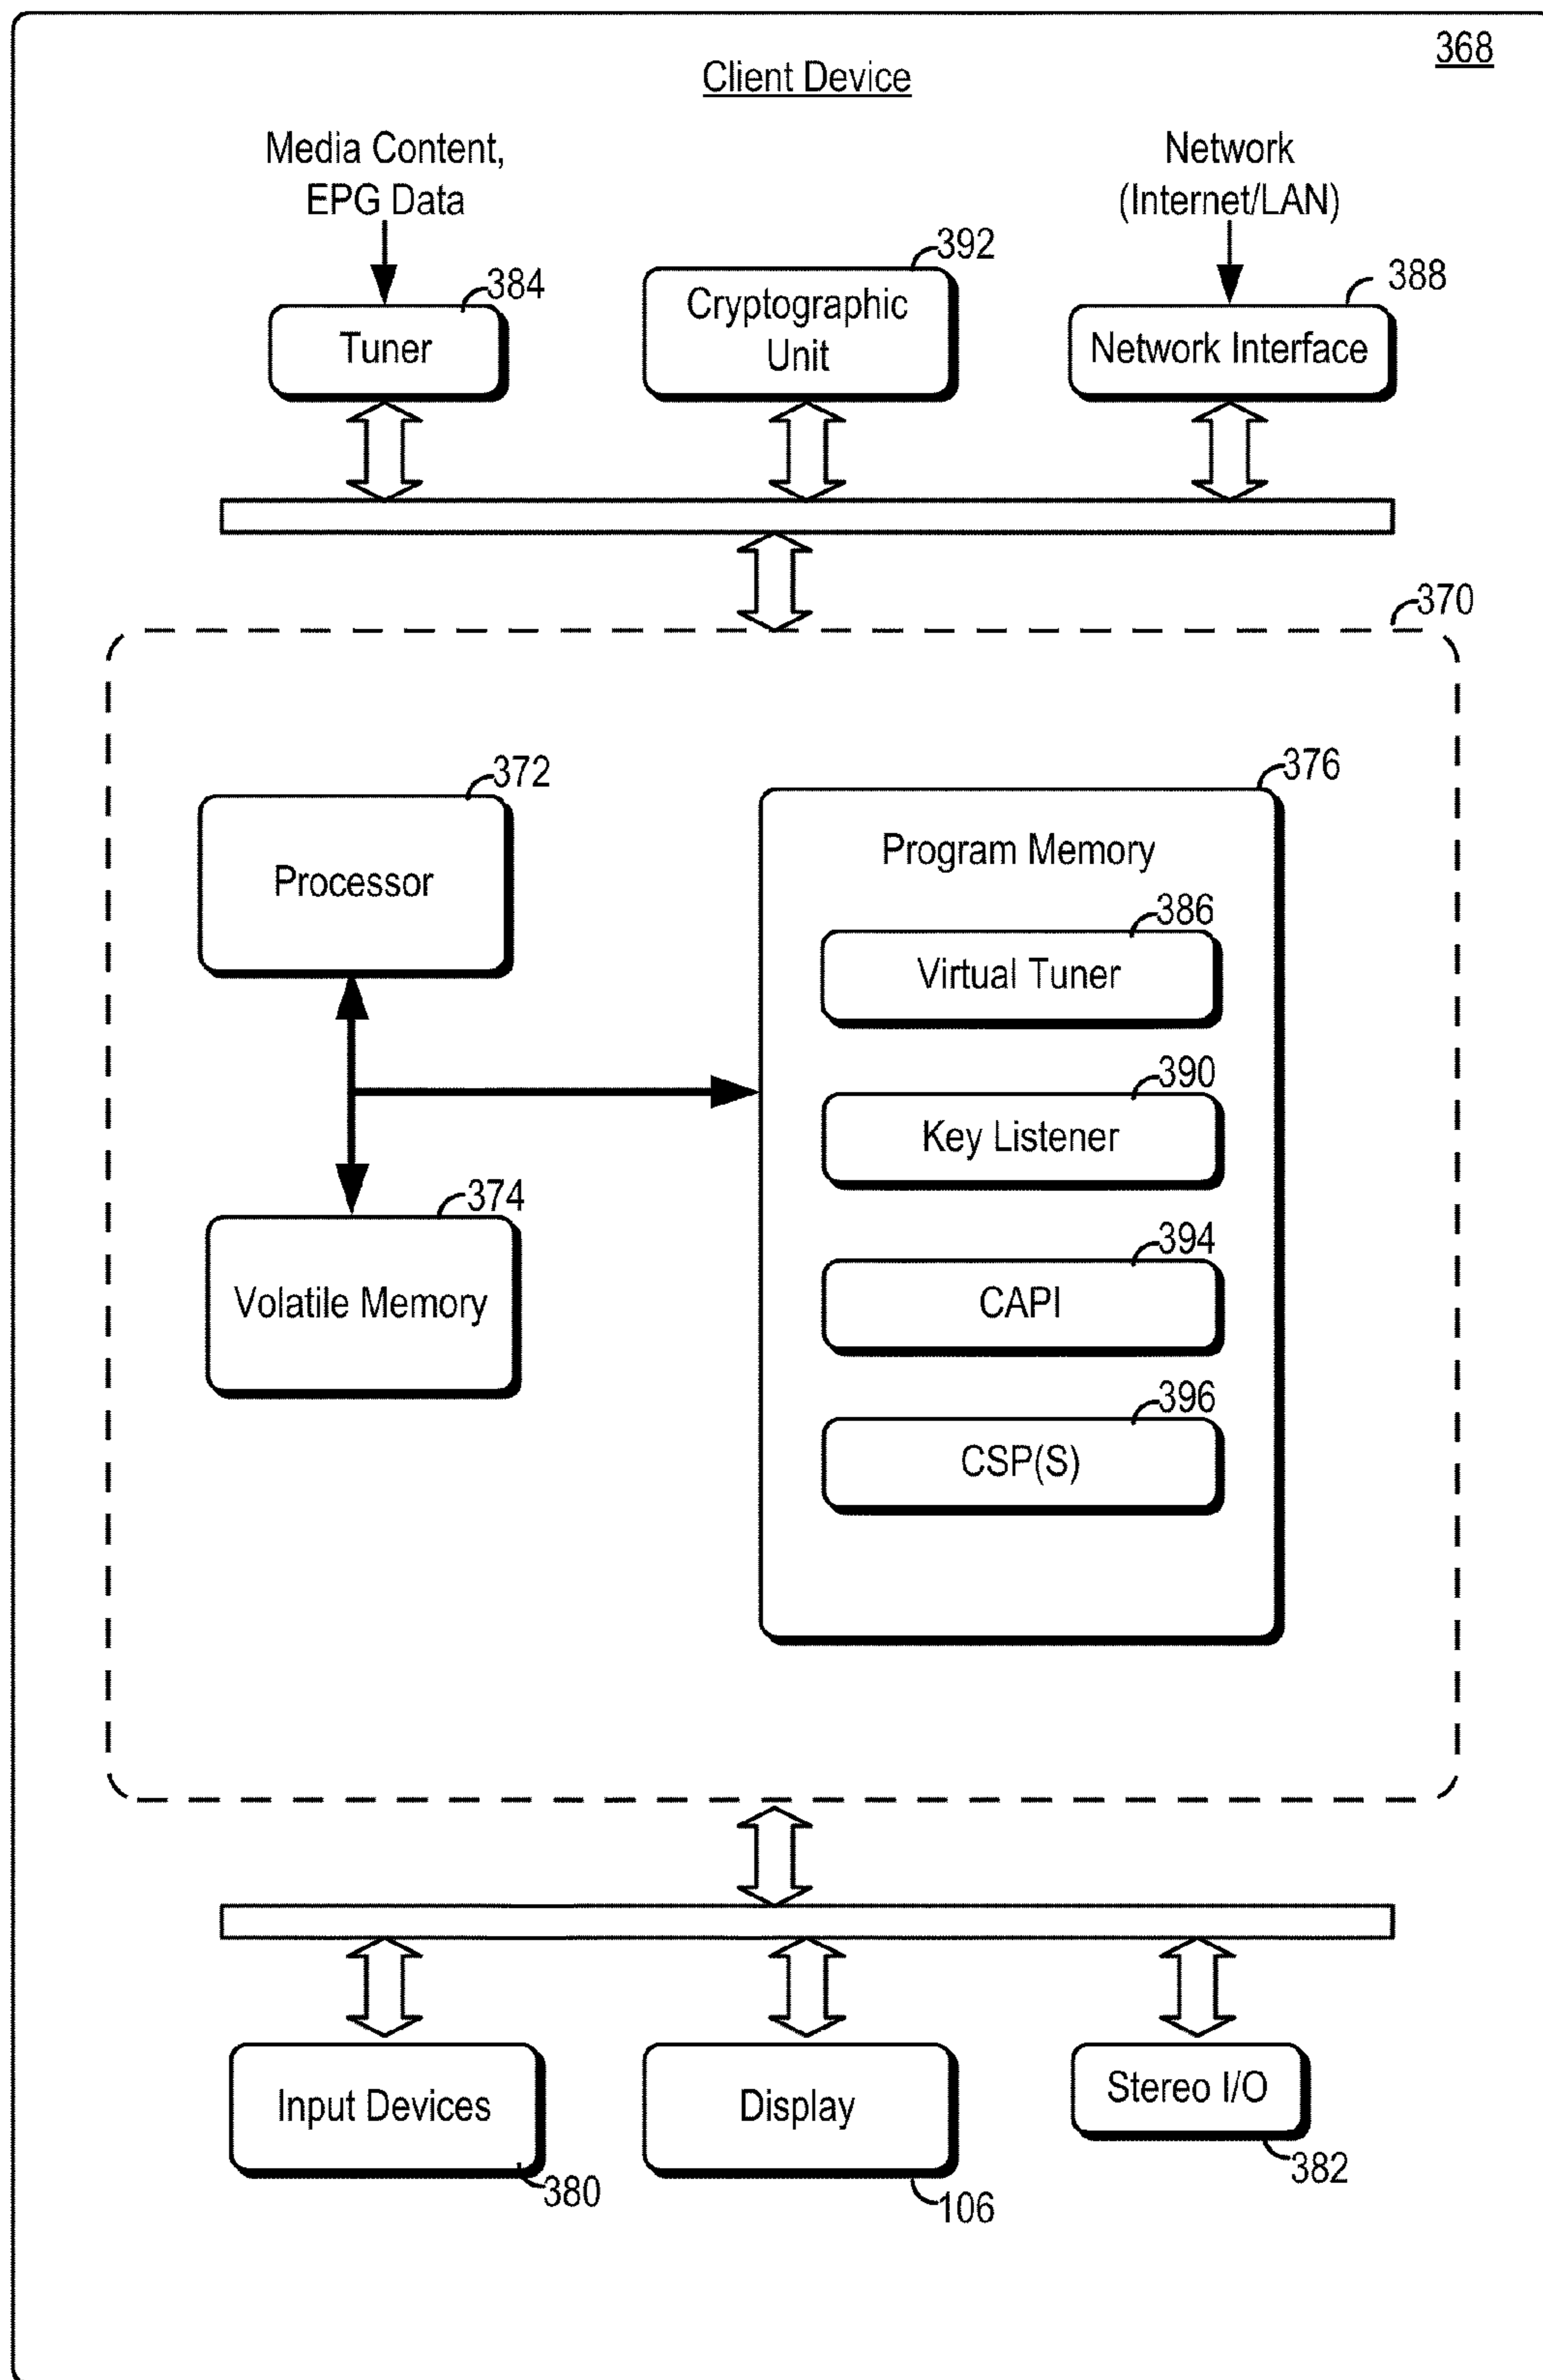 368
Client Device
Media Content,
EPG Data
Network
(Internet/LAN)
384
Tuner
392
Cryptographic
Unit
388
Network Interface
370
372
Processor
376
Program Memory
386
Virtual Tuner
390
Key Listener
374
Volatile Memory
394
CAPI
396
CSP(S)
Input Devices
380
Display
106
Stereo I/O
382